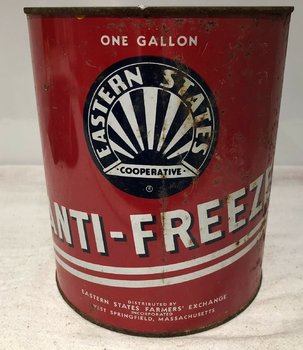 ONE GALLON
EASTERN STATES
· COOPERATIVE ·
ANTI-FREEZE
DISTRIBUTED BY
EASTERN STATES FARMERS' EXCHANGE
INCORPORATED
WEST SPRINGFIELD, MASSACHUSETTS